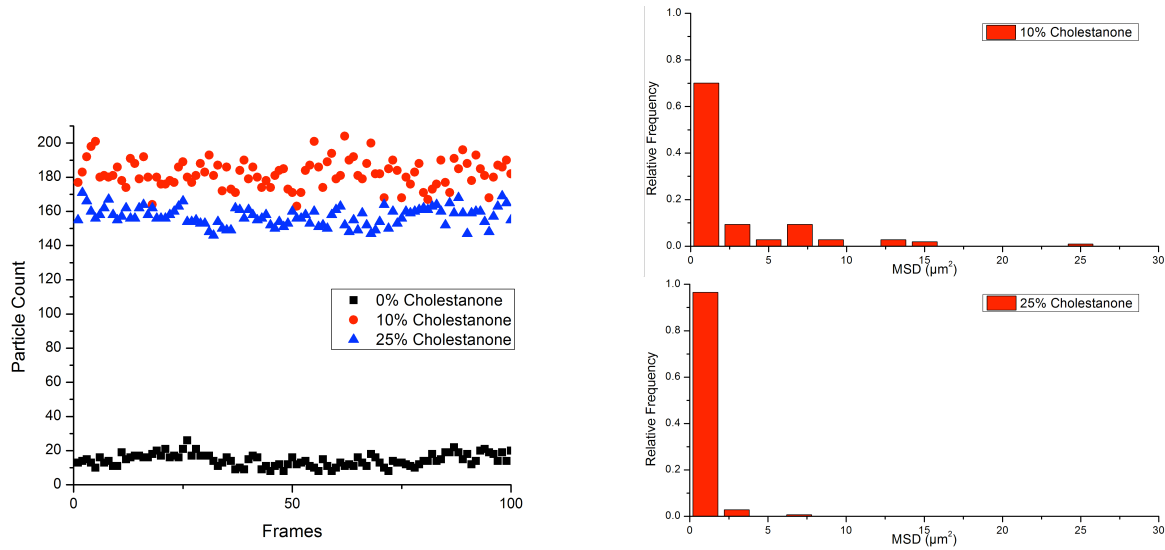 Particle Count
200
180
160
140
120
100
80
60
40
20
0
0% Cholestanone
10% Cholestanone
25% Cholestanone
0 50 100
Frames
Relative Frequency
1.0
0.8
0.6
0.4
0.2
0.0
10% Cholestanone
0 5 10 15 20 25 30
MSD (µm²)
Relative Frequency
1.0
0.8
0.6
0.4
0.2
0.0
25% Cholestanone
0 5 10 15 20 25 30
MSD (µm²)